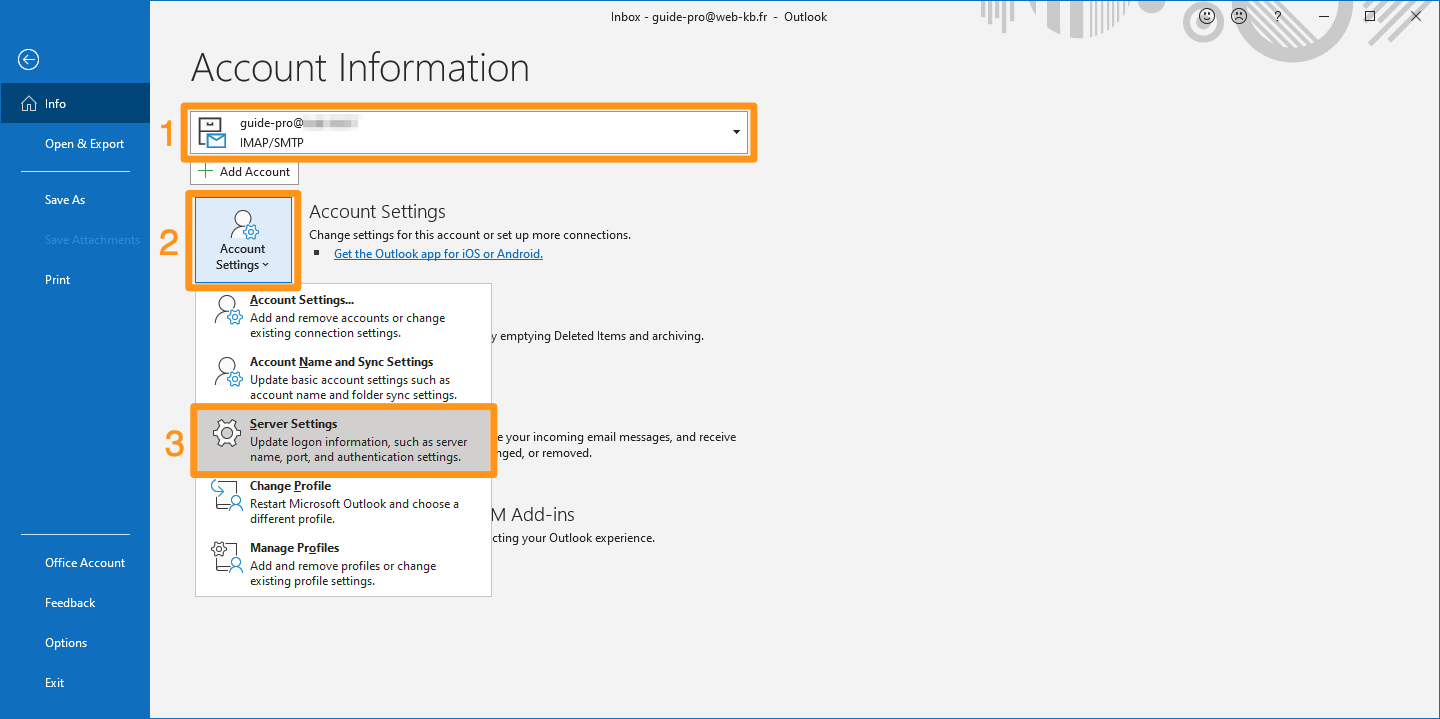 Inbox - guide-pro@web-kb.fr - Outlook
?
Account Information
Info
Open & Export
Save As
Save Attachments
Print
Office Account
Feedback
Options
Exit
1
guide-pro@
IMAP/SMTP
Add Account
2
Account
Settings
Account Settings
Change settings for this account or set up more connections.
Get the Outlook app for iOS or Android.
Account Settings...
Add and remove accounts or change
existing connection settings.
y emptying Deleted Items and archiving.
Account Name and Sync Settings
Update basic account settings such as
account name and folder sync settings.
3
Server Settings
Update logon information, such as server
name, port, and authentication settings.
e your incoming email messages, and receive
nged, or removed.
Change Profile
Restart Microsoft Outlook and choose a
different profile.
M Add-ins
cting your Outlook experience.
Manage Profiles
Add and remove profiles or change
existing profile settings.